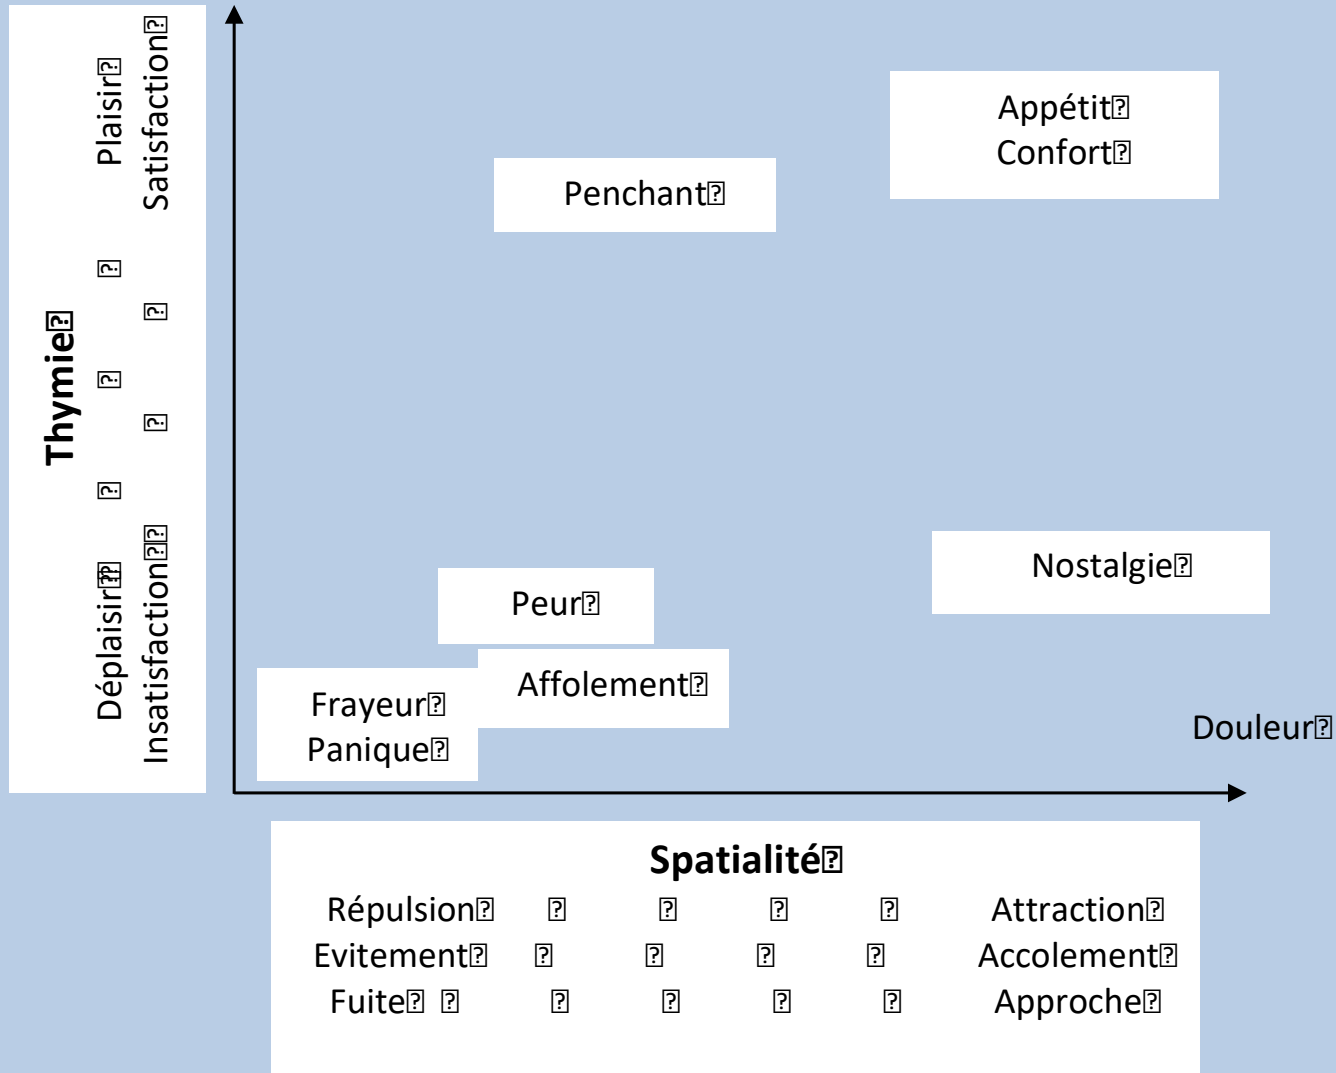 Thymie
Plaisir
Satisfaction
Déplaisir
Insatisfaction
Appétit
Confort
Penchant
Nostalgie
Peur
Affolement
Frayeur
Panique
Douleur
Spatialité
Répulsion Attraction
Evitement Accolement
Fuite Approche